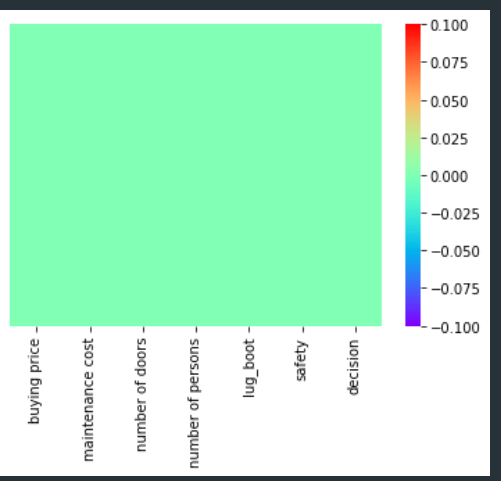 0.100
0.075
0.050
0.025
0.000
−0.025
−0.050
−0.075
−0.100
buying price
maintenance cost
number of doors
number of persons
lug_boot
safety
decision